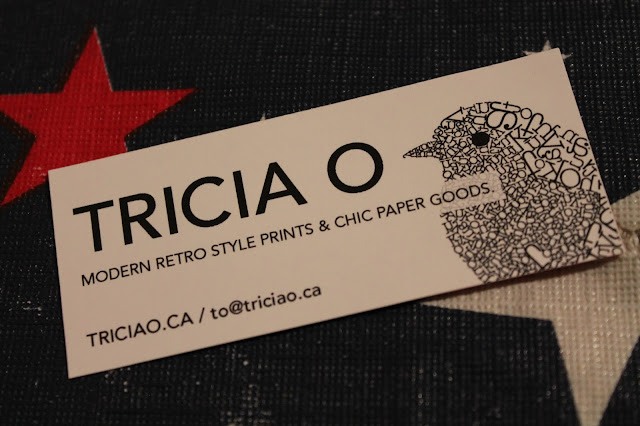 TRICIA O
MODERN RETRO STYLE PRINTS & CHIC PAPER GOODS
TRICIAO.CA / to@triciao.ca